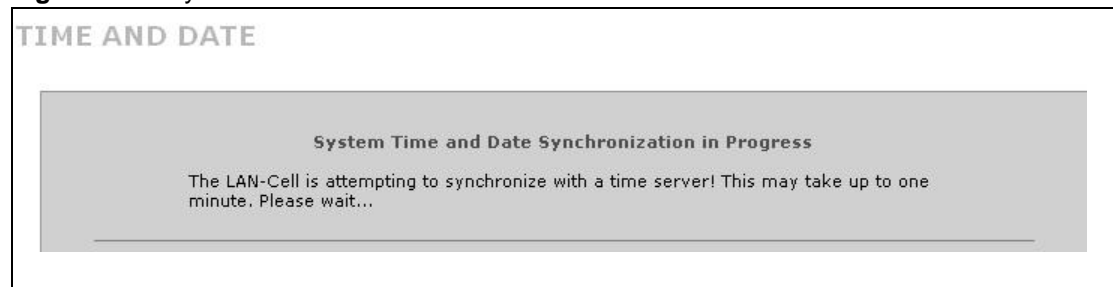 TIME AND DATE
System Time and Date Synchronization in Progress
The LAN-Cell is attempting to synchronize with a time server! This may take up to one
minute. Please wait...